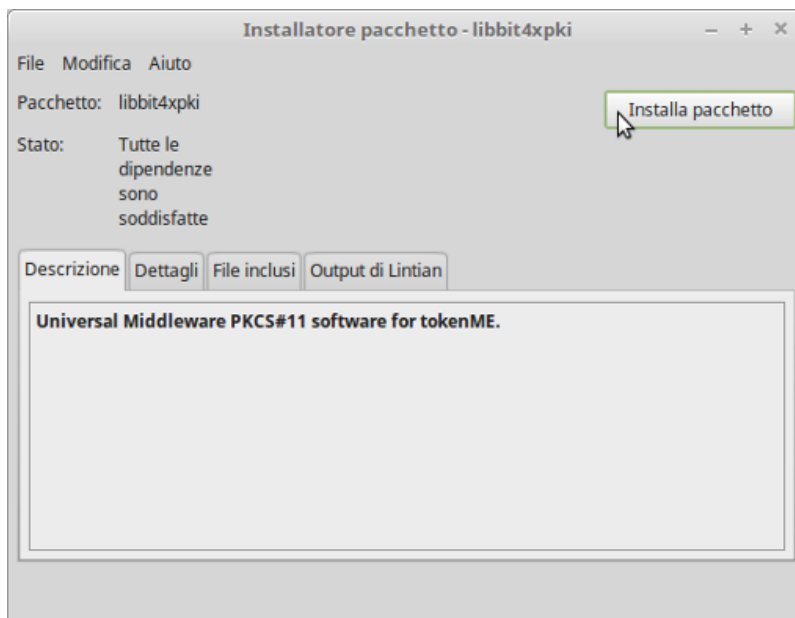 Installatore pacchetto - libbit4xpki
File Modifica Aiuto
Pacchetto: libbit4xpki
Installa pacchetto
Stato: Tutte le
dipendenze
sono
soddisfatte
Descrizione Dettagli File inclusi Output di Lintian
Universal Middleware PKCS#11 software for tokenME.